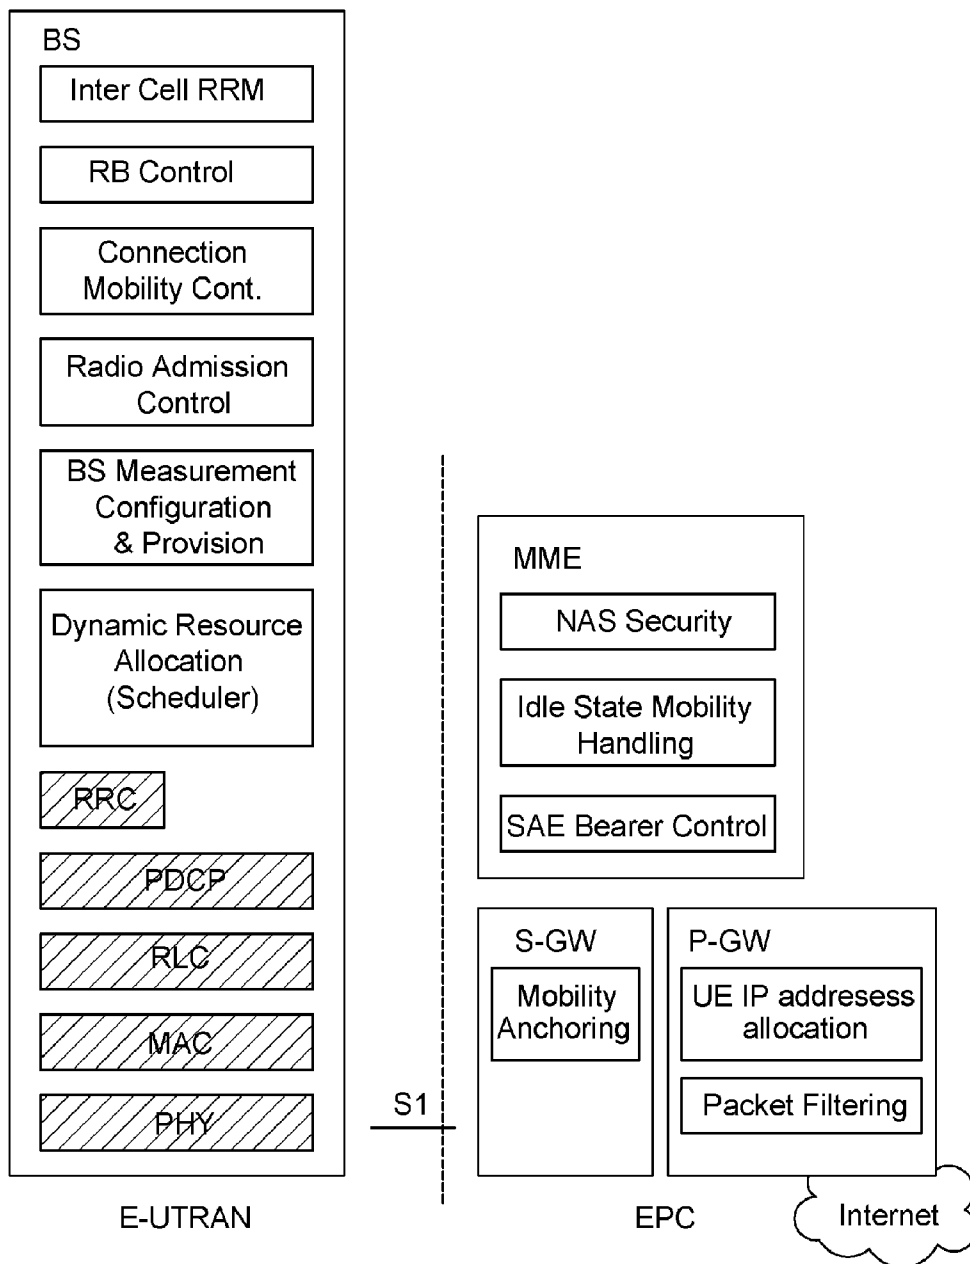 BS
Inter Cell RRM
RB Control
Connection
Mobility Cont.
Radio Admission
Control
BS Measurement
Configuration
& Provision
Dynamic Resource
Allocation
(Scheduler)
RRC
PDCP
RLC
MAC
PHY
S1
E-UTRAN
MME
NAS Security
Idle State Mobility
Handling
SAE Bearer Control
S-GW
Mobility
Anchoring
P-GW
UE IP addresess
allocation
Packet Filtering
EPC
Internet